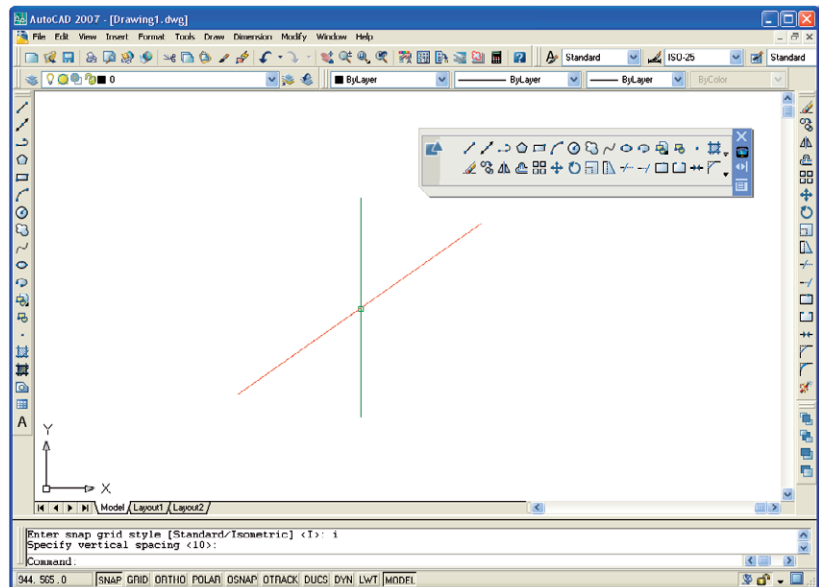 AutoCAD 2007 - [Drawing1.dwg]
File Edit View Insert Format Tools Draw Dimension Modify Window Help
Standard ISO-25 Standard
0 ByLayer ByLayer ByLayer ByColor
A
Y
X
Model Layout1 Layout2
Enter snap grid style [Standard/Isometric] <I>: i
Specify vertical spacing <10>:
Command:
944, 565 ,0 SNAP GRID ORTHO POLAR OSNAP OTRACK DUCS DYN LWT MODEL